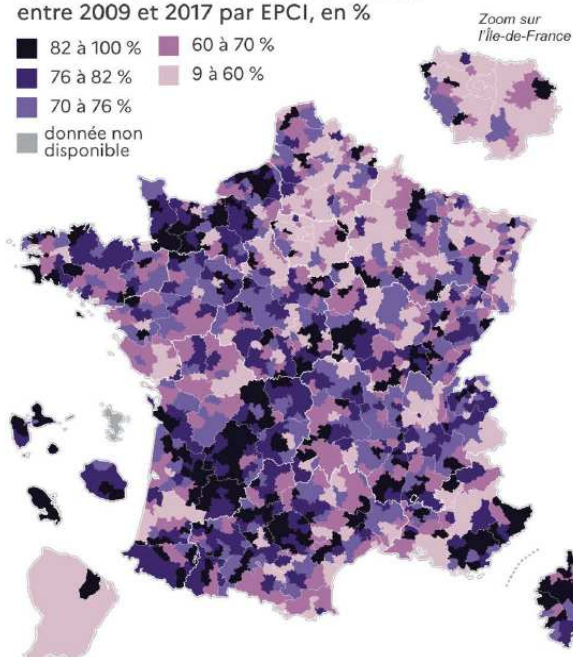 entre 2009 et 2017 par EPCI, en %
82 à 100 %
76 à 82 %
70 à 76 %
donnée non
disponible
60 à 70 %
9 à 60 %
Zoom sur
l'Île-de-France